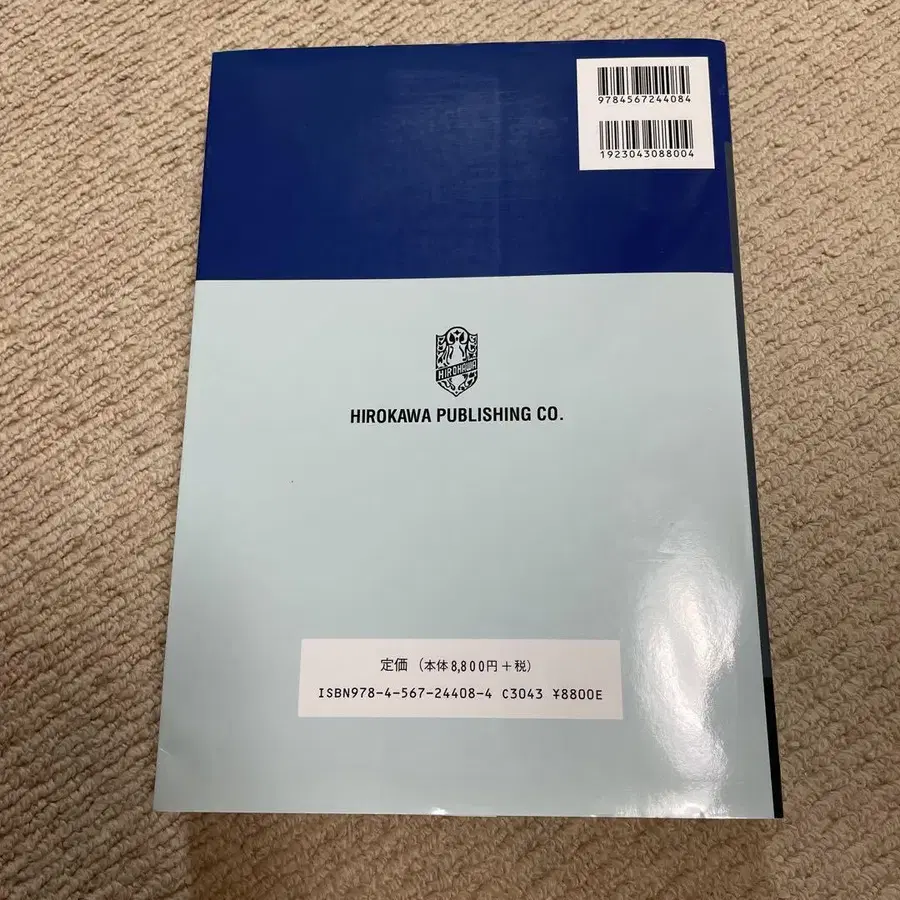 9784567244084
1923043088004
HIROKAWA
HIROKAWA PUBLISHING CO.
定価（本体8,800円＋税）
ISBN978-4-567-24408-4 C3043 ¥8800E